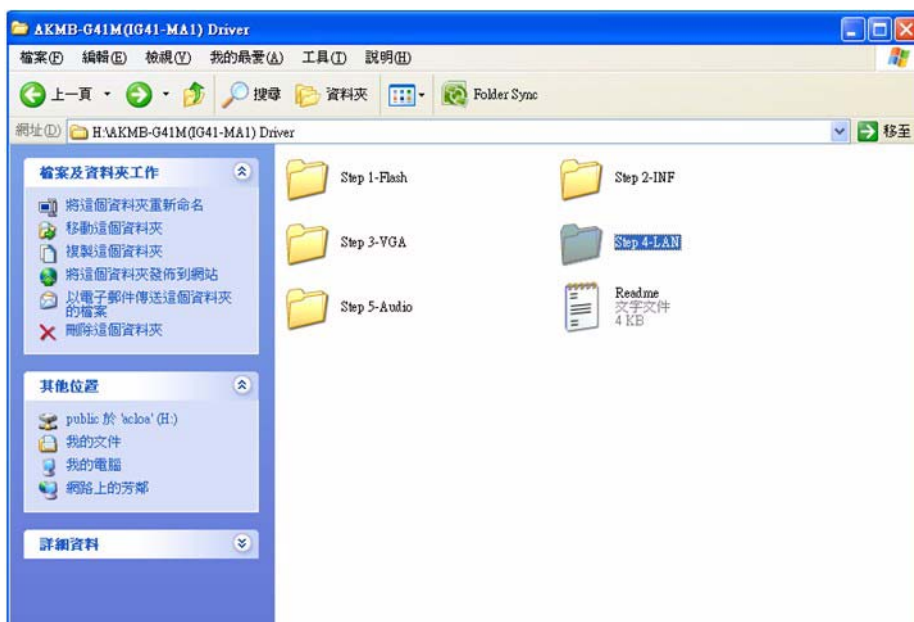 AKMB-G41M(IG41-MA1) Driver
檔案(F) 編輯(E) 檢視(V) 我的最愛(A) 工具(T) 說明(H)
上一頁 搜尋 資料夾 Folder Sync
網址(D) H:\AKMB-G41M(IG41-MA1) Driver 移至
檔案及資料夾工作
將這個資料夾重新命名
移動這個資料夾
複製這個資料夾
將這個資料夾發佈到網站
以電子郵件傳送這個資料夾
的檔案
刪除這個資料夾
其他位置
public 於 'acloa' (H:)
我的文件
我的電腦
網路上的芳鄰
詳細資料
Step 1-Flash
Step 2-INF
Step 3-VGA
Step 4-LAN
Step 5-Audio
Readme
文字文件
4 KB